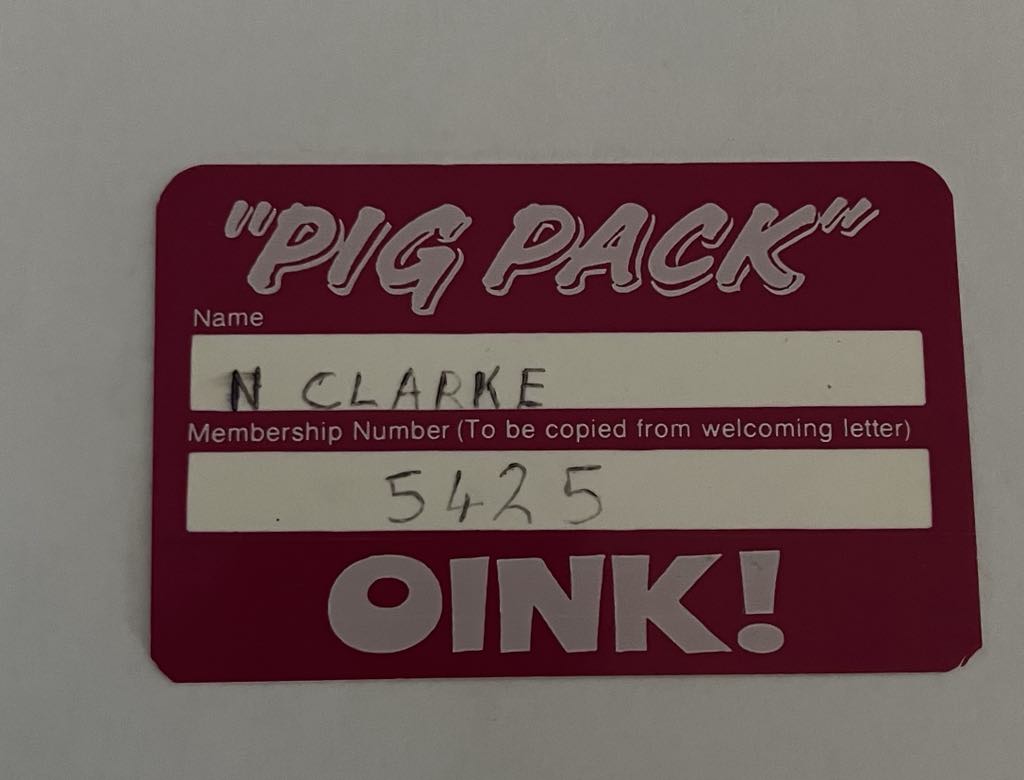 "PIG PACK"
Name
N CLARKE
Membership Number (To be copied from welcoming letter)
5425
OINK!